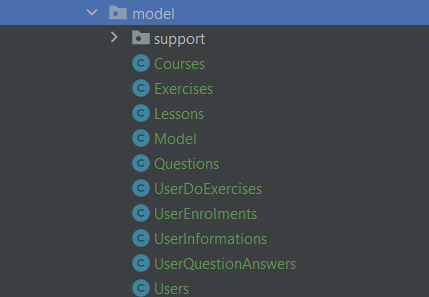 model
support
Courses
Exercises
Lessons
Model
Questions
UserDoExercises
UserEnrolments
UserInformations
UserQuestionAnswers
Users